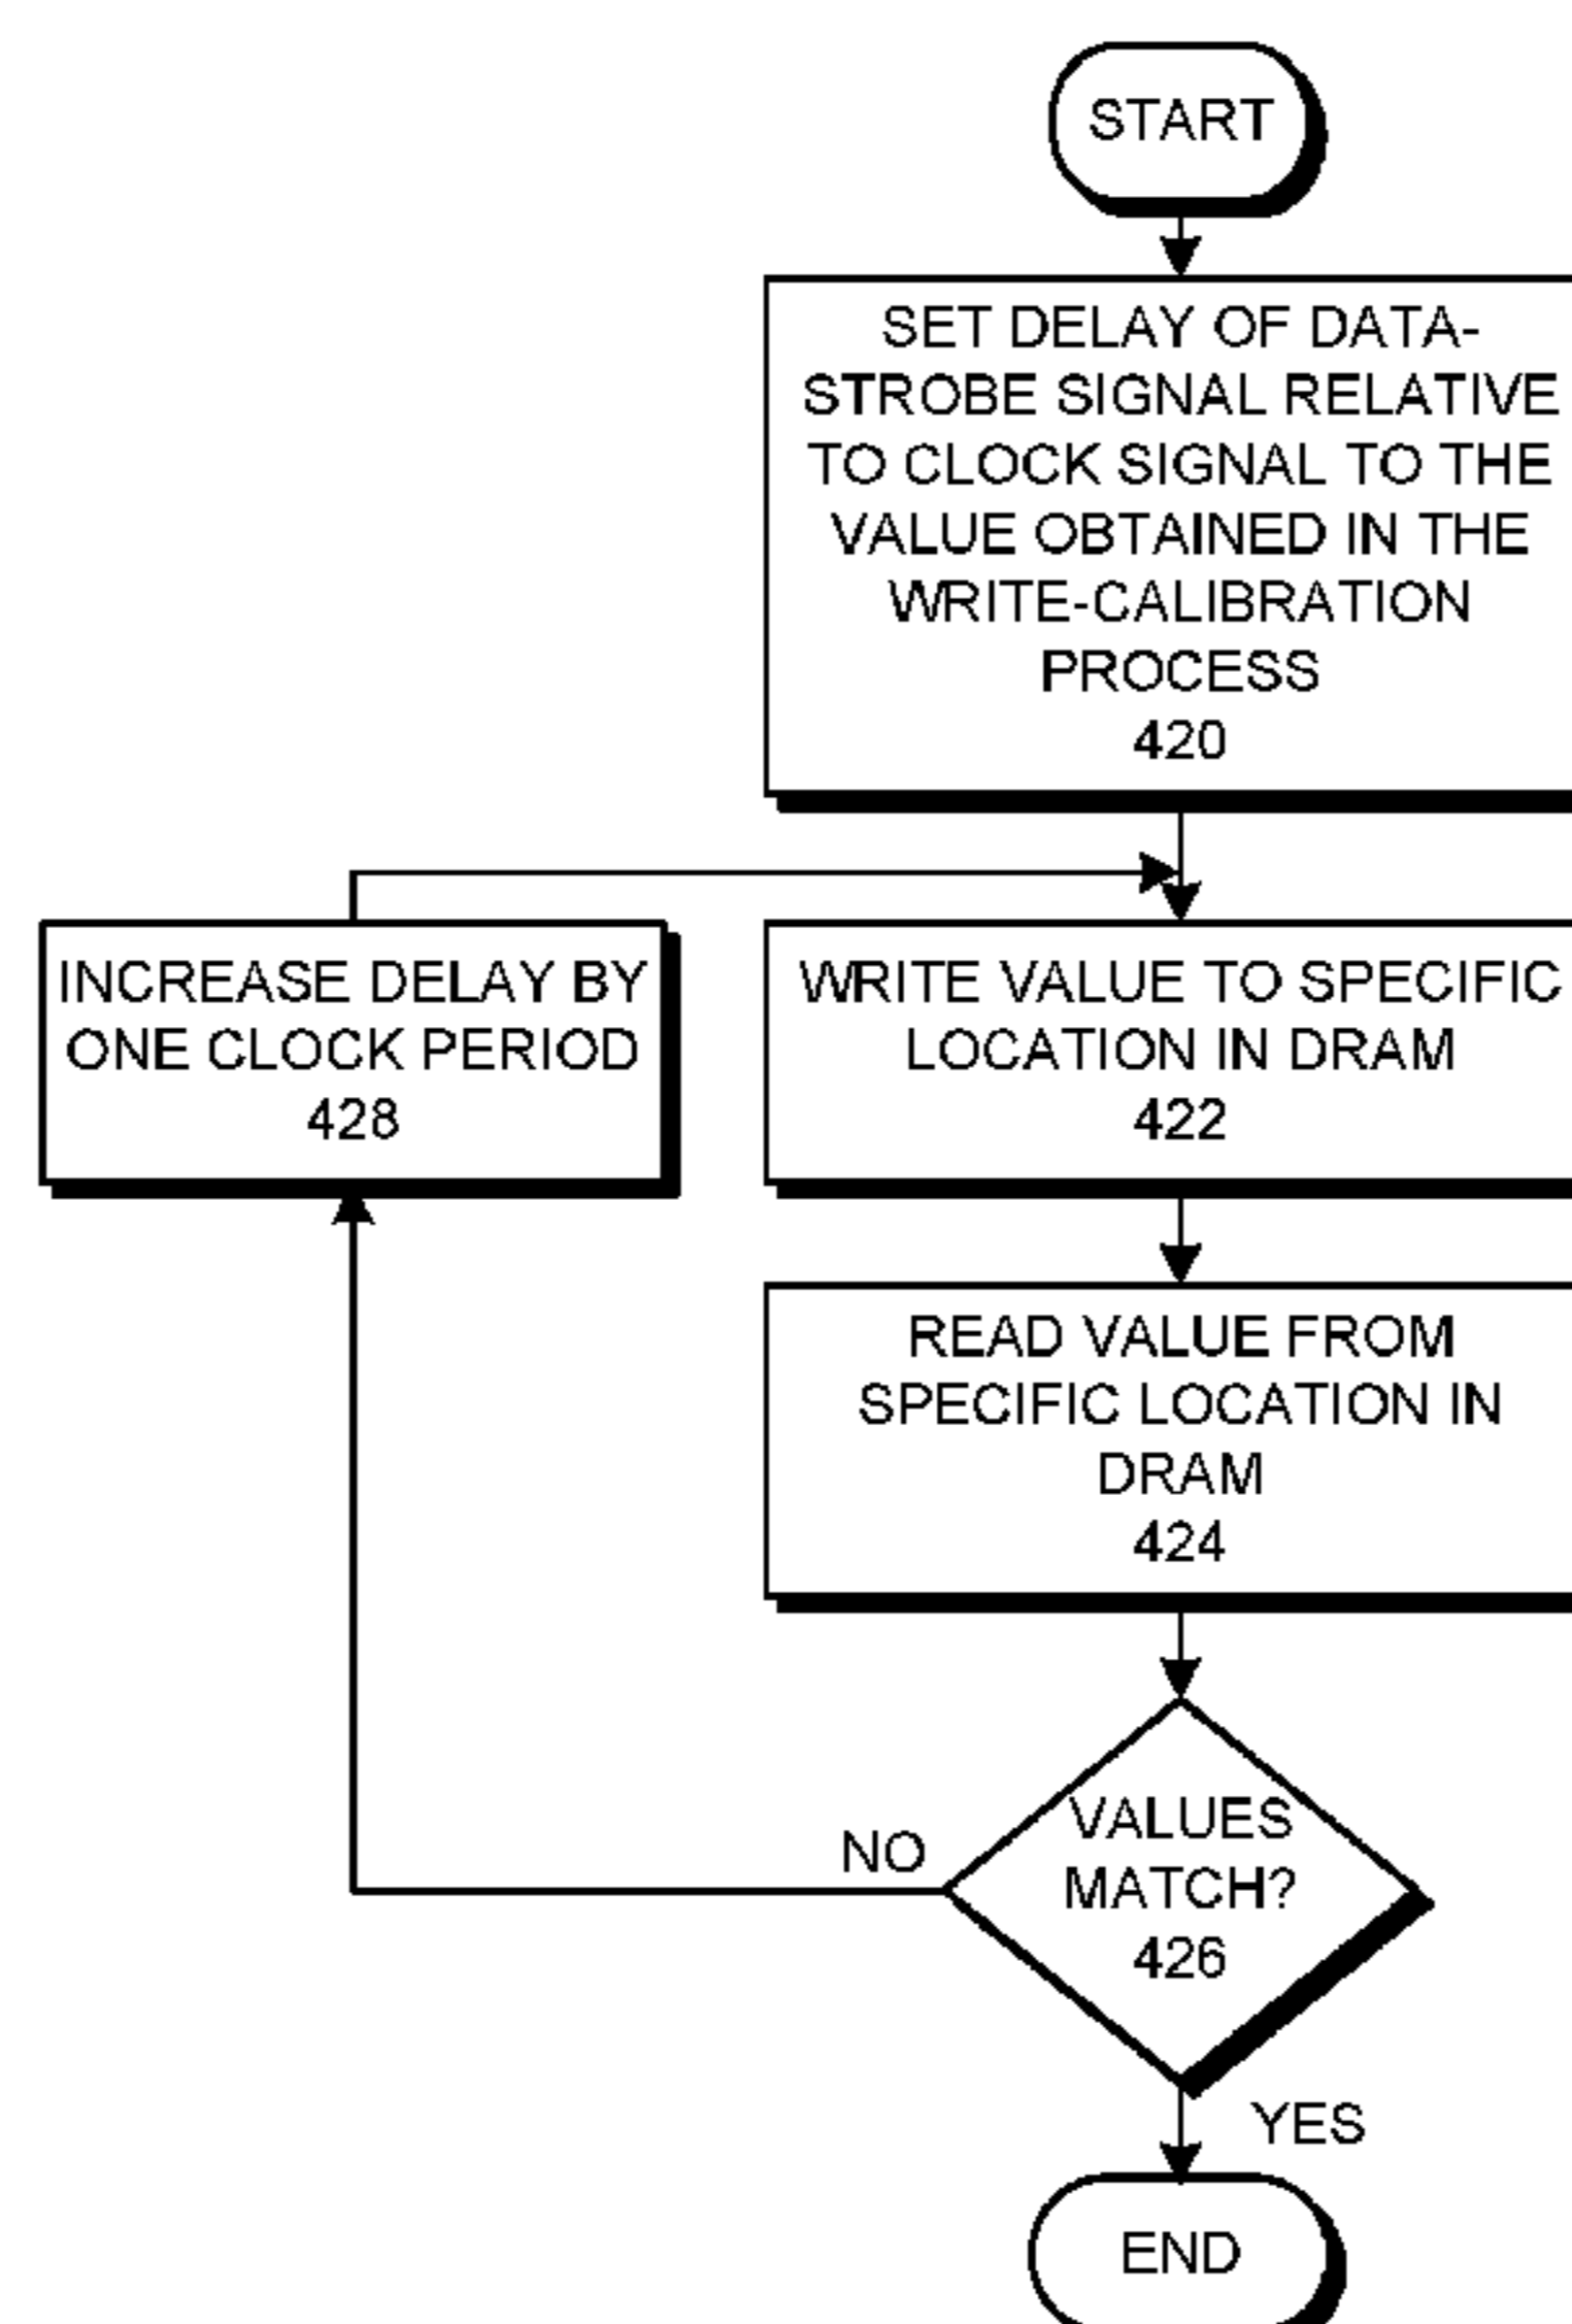 START
SET DELAY OF DATA-
STROBE SIGNAL RELATIVE
TO CLOCK SIGNAL TO THE
VALUE OBTAINED IN THE
WRITE-CALIBRATION
PROCESS
420
INCREASE DELAY BY
ONE CLOCK PERIOD
428
WRITE VALUE TO SPECIFIC
LOCATION IN DRAM
422
READ VALUE FROM
SPECIFIC LOCATION IN
DRAM
424
VALUES
MATCH?
426
NO
YES
END